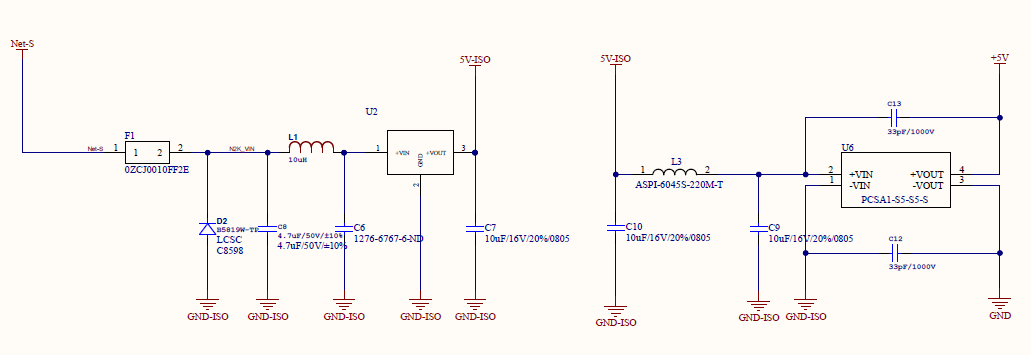 Net-S
F1
Net-S
1
1
2
2
0ZCJ0010FF2E
N2K_VIN
L1
10uH
U2
1
+VIN
GND
+VOUT
3
2
5V-ISO
D2
B5819W-TP
LCSC
C8598
C8
4.7uF/50V/±10%
4.7uF/50V/±10%
C6
1276-6767-6-ND
C7
10uF/16V/20%/0805
GND-ISO
GND-ISO
GND-ISO
GND-ISO
GND-ISO
5V-ISO
1
L3
2
ASPI-6045S-220M-T
C10
10uF/16V/20%/0805
C9
10uF/16V/20%/0805
C13
33pF/1000V
+5V
U6
2
+VIN
+VOUT
4
1
-VIN
-VOUT
3
PCSA1-S5-S5-S
C12
33pF/1000V
GND-ISO
GND-ISO
GND-ISO
GND